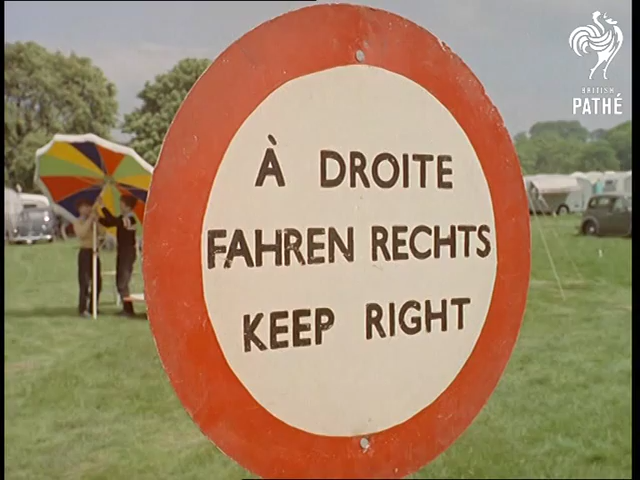 BRITISH
PATHÉ
À DROITE
FAHREN RECHTS
KEEP RIGHT